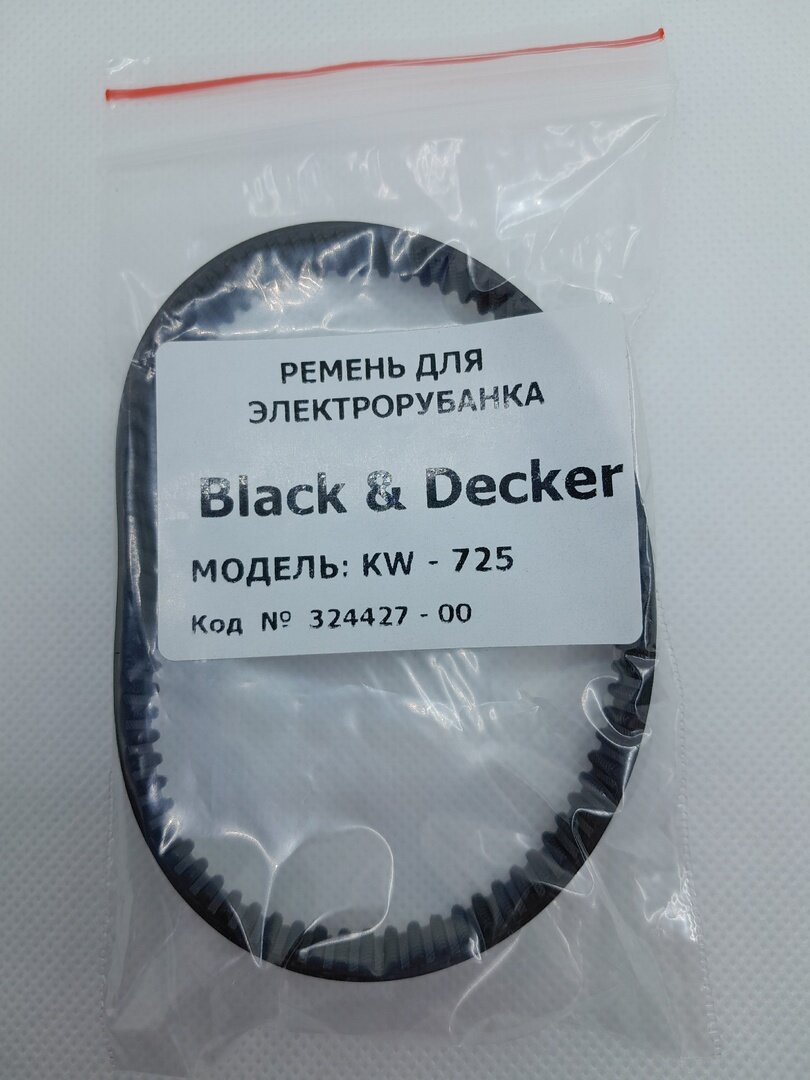 РЕМЕНЬ ДЛЯ
ЭЛЕКТРОРУБАНКА
Black & Decker
МОДЕЛЬ: KW - 725
Код № 324427 - 00